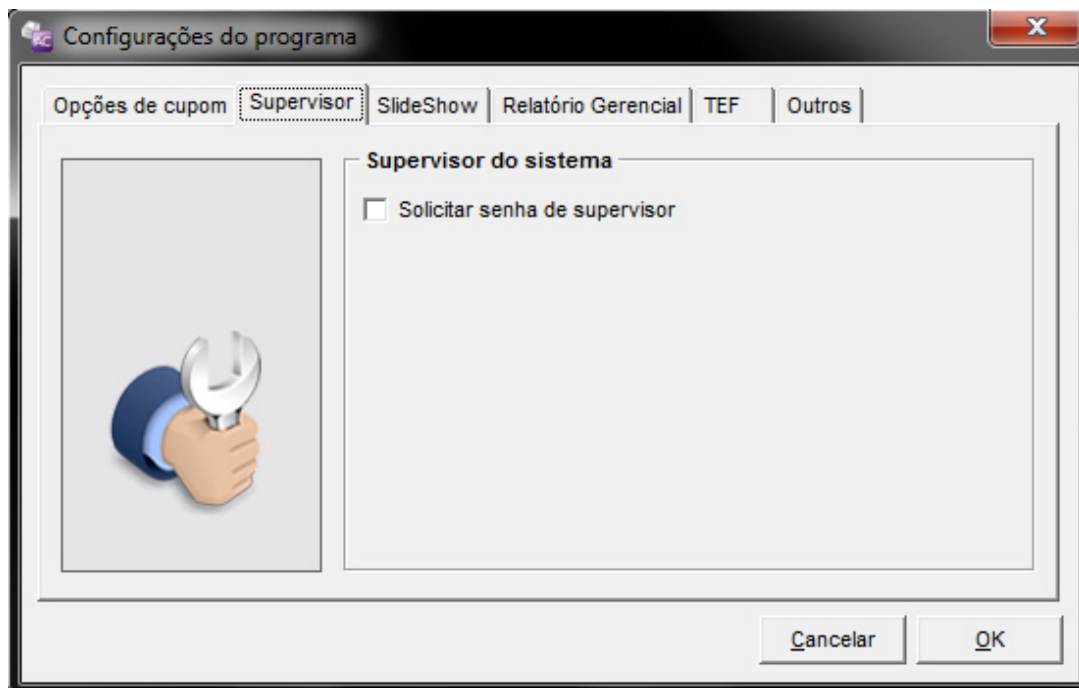 Configurações do programa
Opções de cupom Supervisor SlideShow Relatório Gerencial TEF Outros
Supervisor do sistema
Solicitar senha de supervisor
Cancelar OK